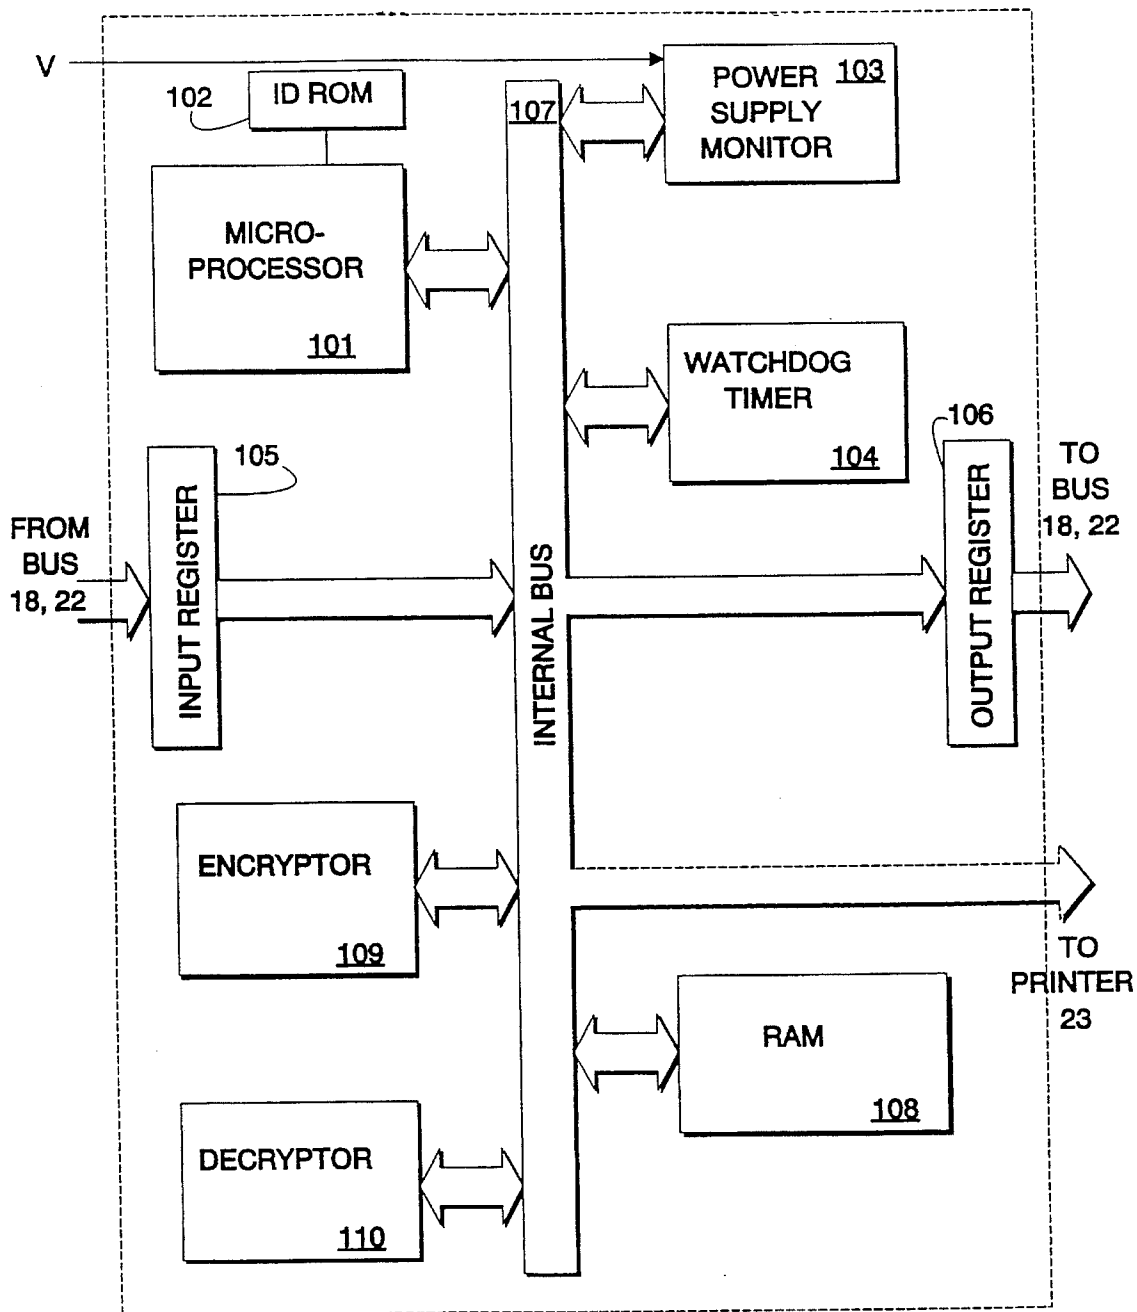 V
102
ID ROM
107
POWER 103
SUPPLY
MONITOR
MICRO-
PROCESSOR
101
WATCHDOG
TIMER
104
105
106
FROM
BUS
18, 22
INPUT REGISTER
INTERNAL BUS
OUTPUT REGISTER
TO
BUS
18, 22
ENCRYPTOR
109
TO
PRINTER
23
RAM
108
DECRYPTOR
110